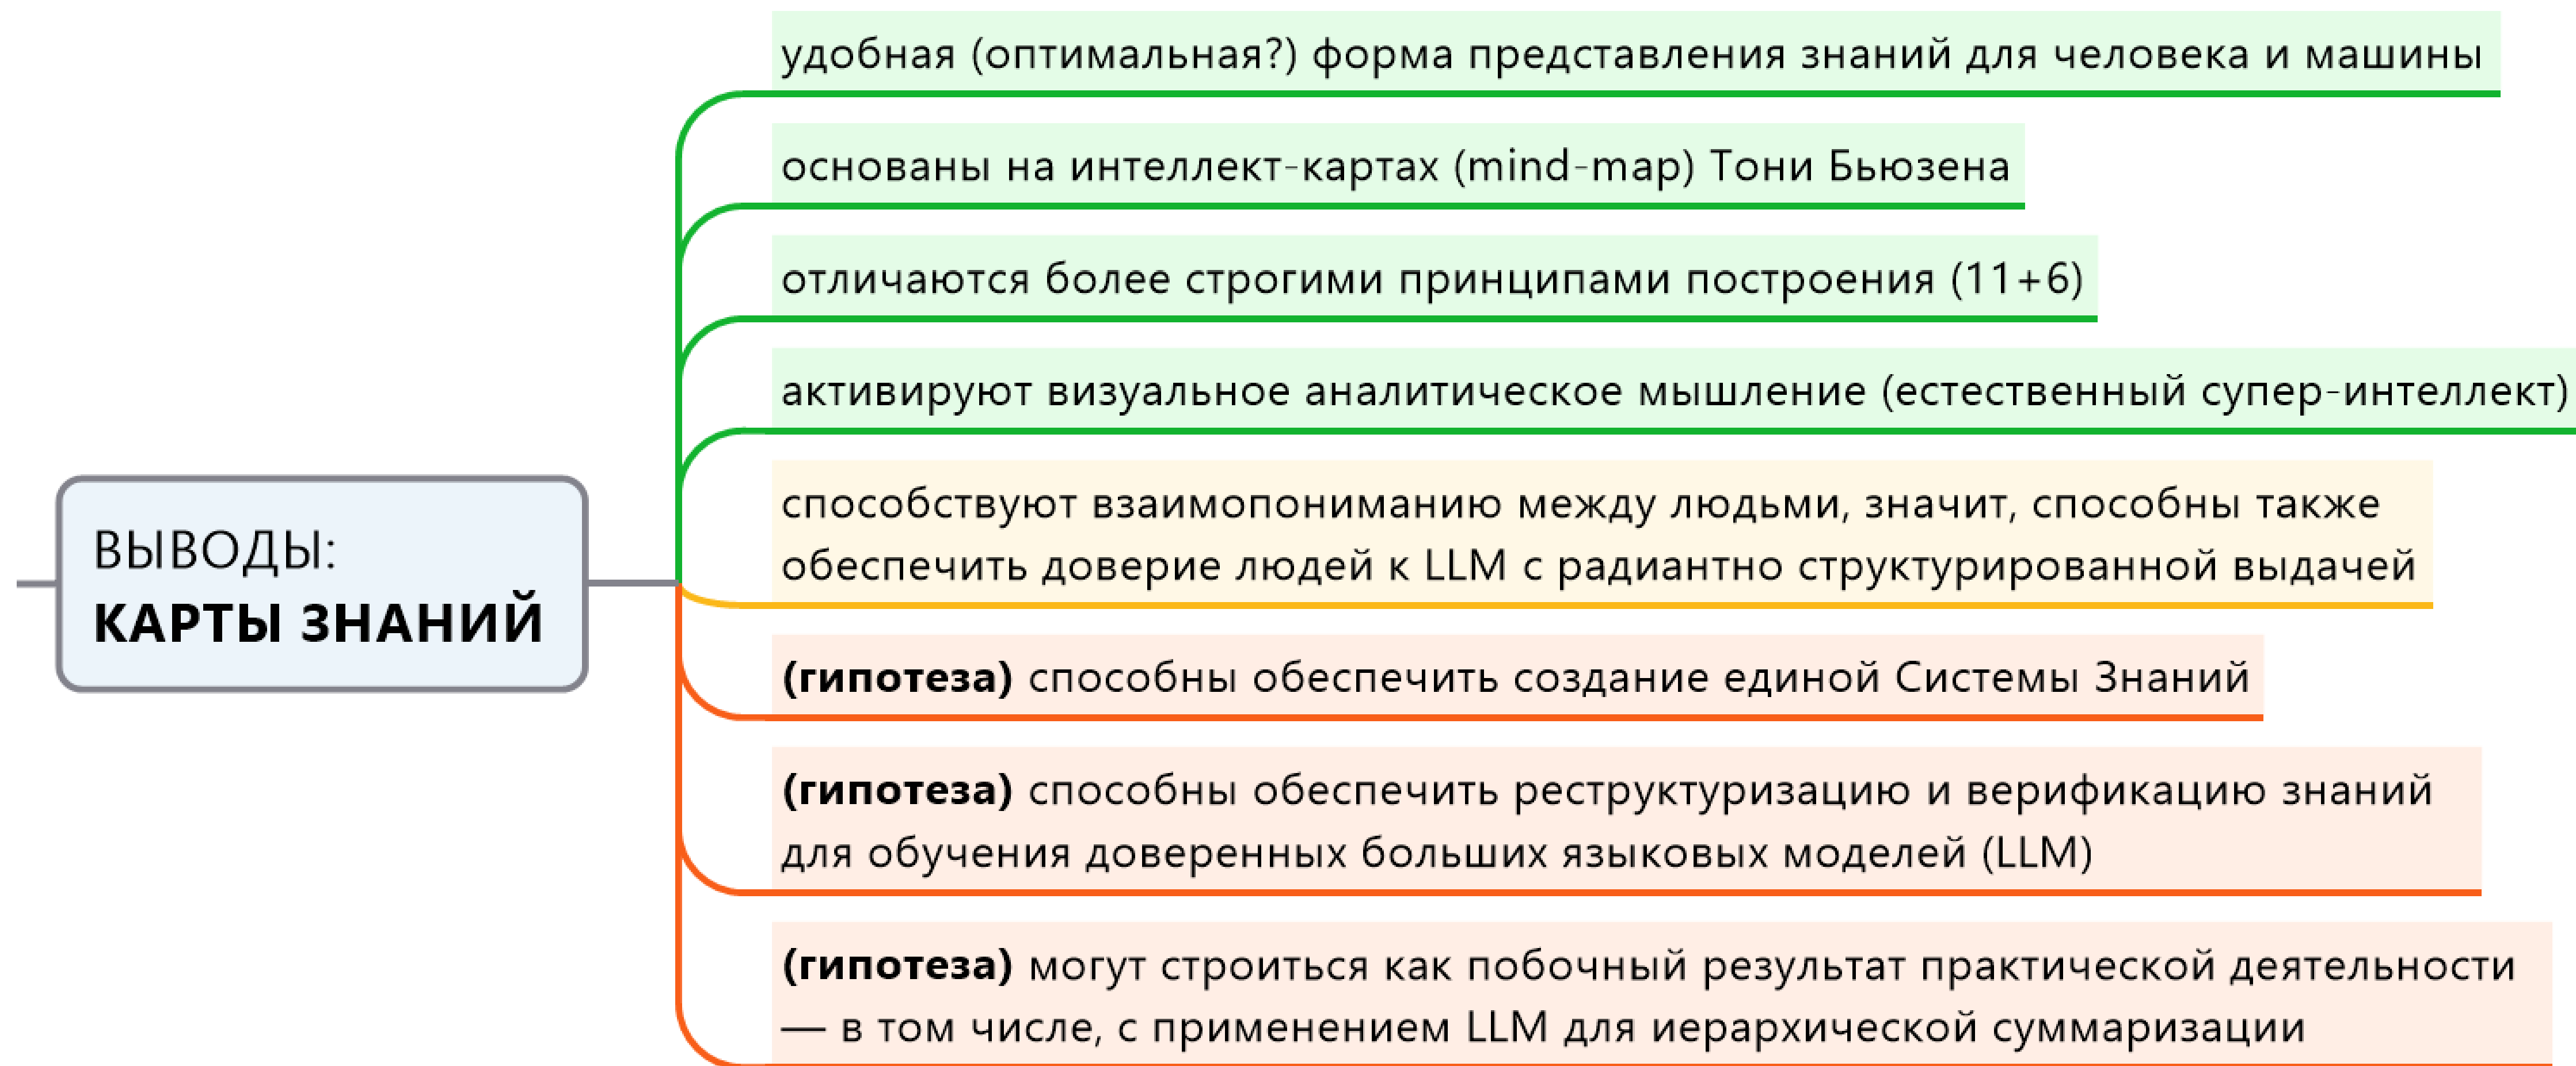 удобная (оптимальная?) форма представления знаний для человека и машины
основаны на интеллект-картах (mind-map) Тони Бьюзена
отличаются более строгими принципами построения (11+6)
активируют визуальное аналитическое мышление (естественный супер-интеллект)
ВЫВОДЫ:
КАРТЫ ЗНАНИЙ
способствуют взаимопониманию между людьми, значит, способны также
обеспечить доверие людей к LLM с радиантно структурированной выдачей
(гипотеза) способны обеспечить создание единой Системы Знаний
(гипотеза) способны обеспечить реструктуризацию и верификацию знаний
для обучения доверенных больших языковых моделей (LLM)
(гипотеза) могут строиться как побочный результат практической деятельности
— в том числе, с применением LLM для иерархической суммаризации